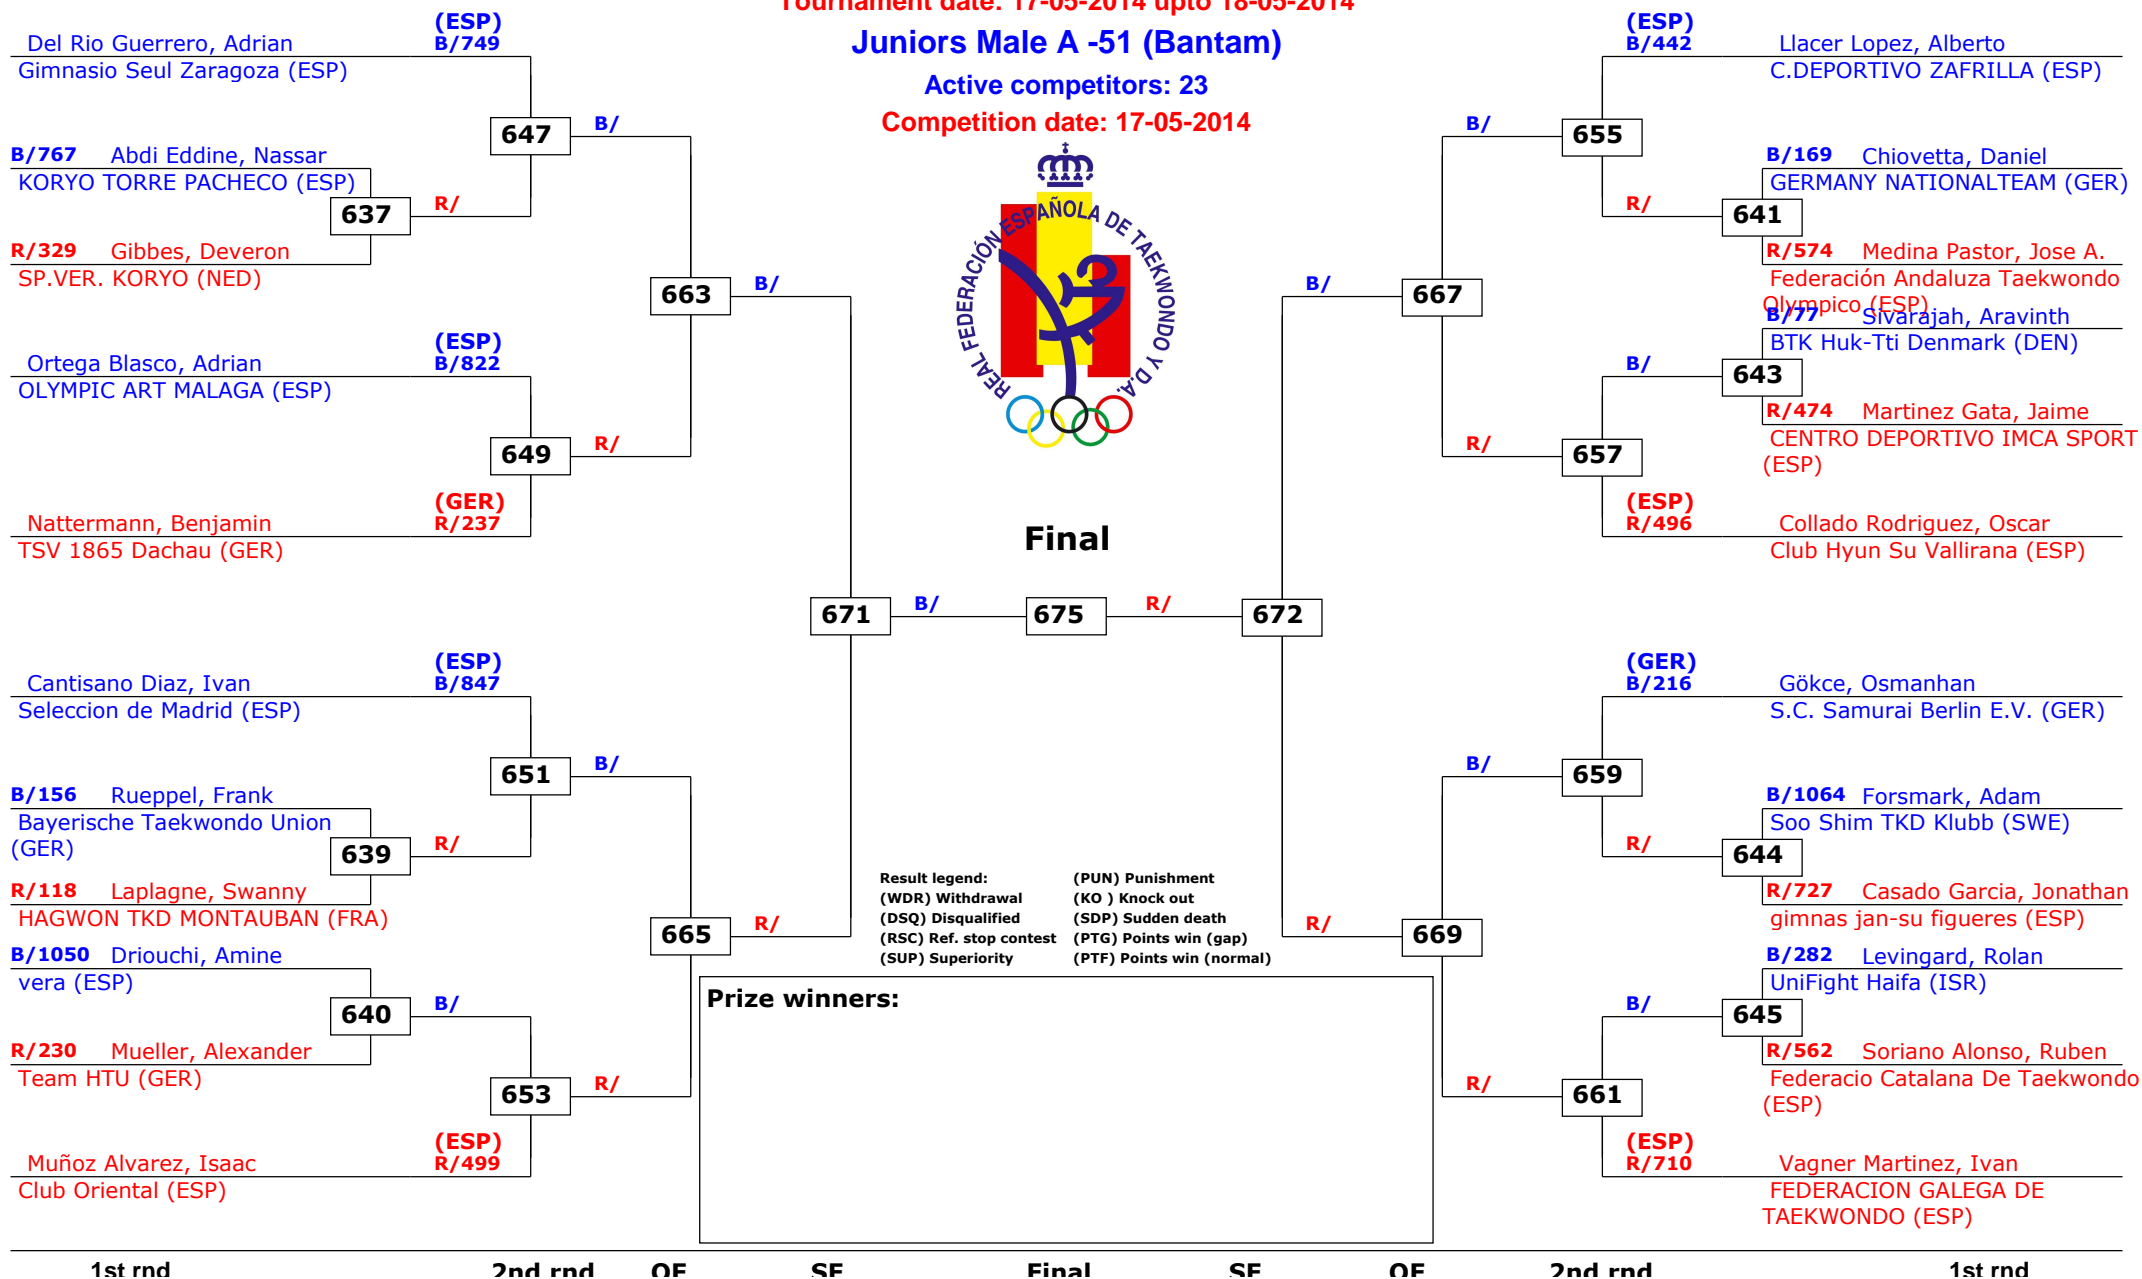 Tournament date: 17-05-2014 upto 18-05-2014
Juniors Male A -51 (Bantam)
Active competitors: 23
Competition date: 17-05-2014
REAL FEDERACIÓN ESPAÑOLA DE TAEKWONDO Y D.A.
(ESP)
Del Rio Guerrero, Adrian B/749
Gimnasio Seul Zaragoza (ESP)
647 B/
B/767 Abdi Eddine, Nassar
KORYO TORRE PACHECO (ESP)
637 R/
R/329 Gibbes, Deveron
SP.VER. KORYO (NED)
663 B/
(ESP)
Ortega Blasco, Adrian B/822
OLYMPIC ART MALAGA (ESP)
649 R/
(GER)
Nattermann, Benjamin R/237
TSV 1865 Dachau (GER)
671 B/
(ESP)
Cantisano Diaz, Ivan B/847
Seleccion de Madrid (ESP)
651 B/
B/156 Rueppel, Frank
Bayerische Taekwondo Union
(GER)
639 R/
R/118 Laplagne, Swanny
HAGWON TKD MONTAUBAN (FRA)
665 R/
B/1050 Driouchi, Amine
vera (ESP)
640 B/
R/230 Mueller, Alexander
Team HTU (GER)
653 R/
(ESP)
Muñoz Alvarez, Isaac R/499
Club Oriental (ESP)
Final
675
(ESP)
B/442 Llacer Lopez, Alberto
C.DEPORTIVO ZAFRILLA (ESP)
B/ 655
B/169 Chiovetta, Daniel
GERMANY NATIONALTEAM (GER)
R/ 641
R/574 Medina Pastor, Jose A.
Federación Andaluza Taekwondo
Olympico (ESP)
B/ 667
B/77 Sivarajah, Aravinth
BTK Huk-Tti Denmark (DEN)
B/ 643
R/474 Martinez Gata, Jaime
CENTRO DEPORTIVO IMCA SPORT
(ESP)
R/ 657
(ESP)
R/496 Collado Rodriguez, Oscar
Club Hyun Su Vallirana (ESP)
R/ 672
(GER)
B/216 Gökce, Osmanhan
S.C. Samurai Berlin E.V. (GER)
B/ 659
B/1064 Forsmark, Adam
Soo Shim TKD Klubb (SWE)
R/ 644
R/727 Casado Garcia, Jonathan
gimnas jan-su figueres (ESP)
R/ 669
B/282 Levingard, Rolan
UniFight Haifa (ISR)
B/ 645
R/562 Soriano Alonso, Ruben
Federacio Catalana De Taekwondo
(ESP)
R/ 661
(ESP)
R/710 Vagner Martinez, Ivan
FEDERACION GALEGA DE
TAEKWONDO (ESP)
Result legend: (PUN) Punishment
(WDR) Withdrawal (KO ) Knock out
(DSQ) Disqualified (SDP) Sudden death
(RSC) Ref. stop contest (PTG) Points win (gap)
(SUP) Superiority (PTF) Points win (normal)
Prize winners:
1st rnd 2nd rnd QF SF Final SF QF 2nd rnd 1st rnd